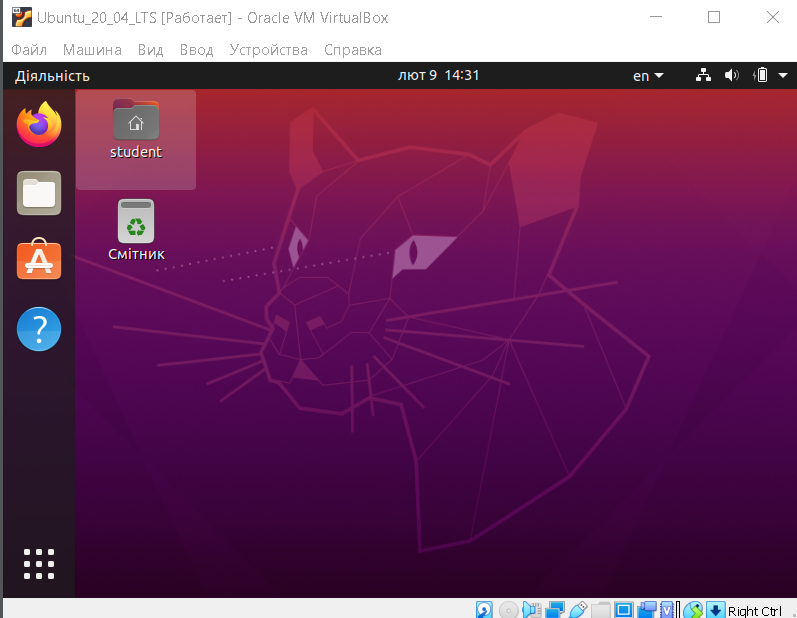 Ubuntu_20_04_LTS [Работает] - Oracle VM VirtualBox
Файл Машина Вид Ввод Устройства Справка
Діяльність лют 9 14:31 en
student
Смітник
Right Ctrl